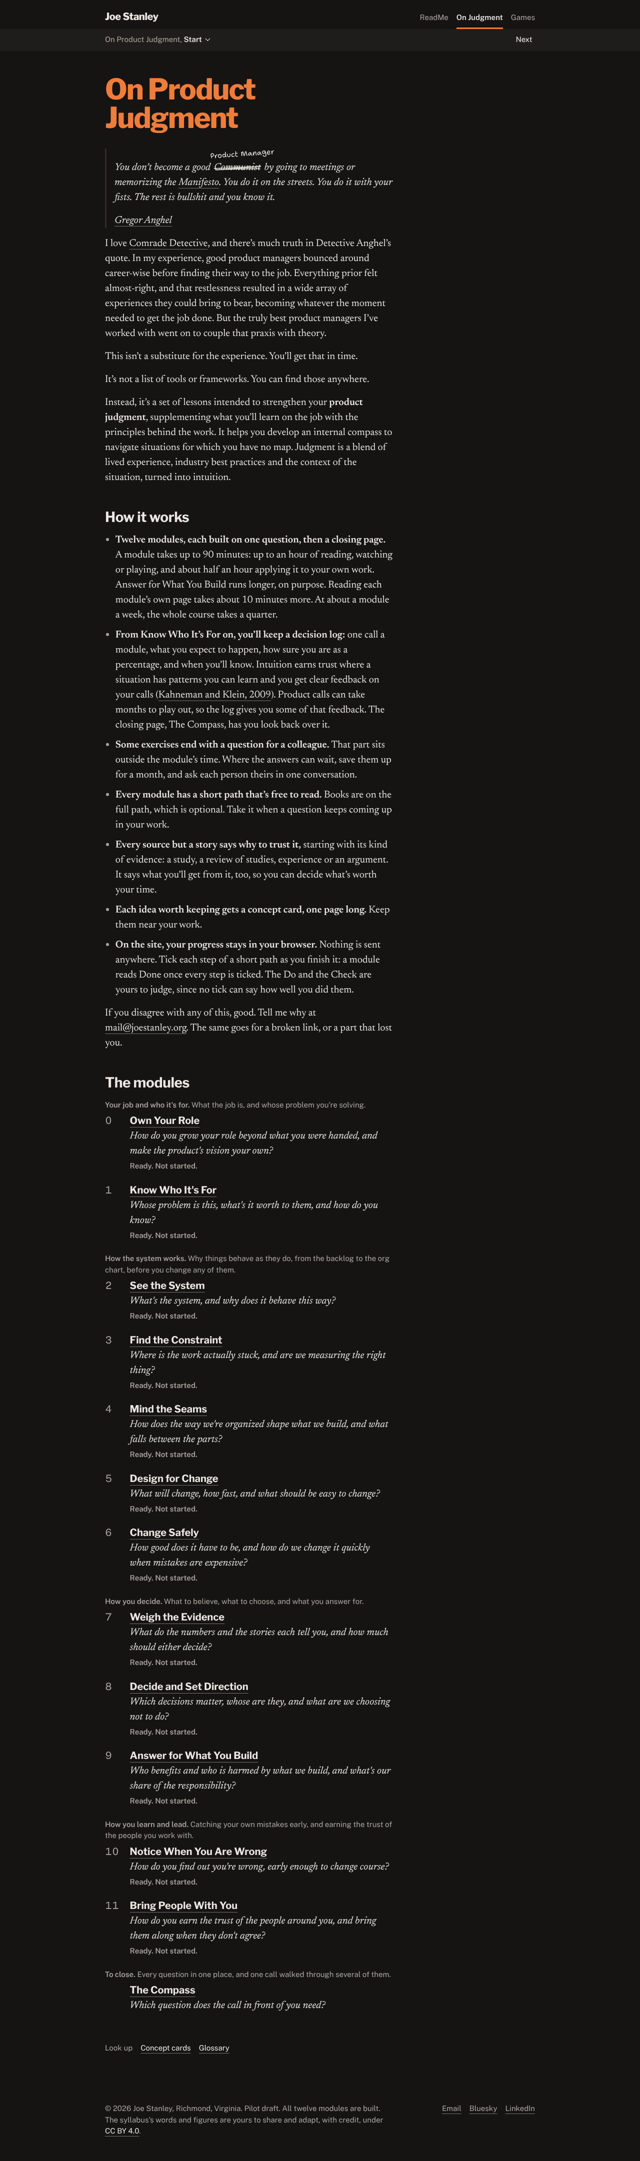 Joe Stanley
ReadMe On Judgment Games
On Product Judgment, Start
Next
On Product
Judgment
Product Manager
You don't become a good Communist by going to meetings or
memorizing the Manifesto. You do it on the streets. You do it with your
fists. The rest is bullshit and you know it.
Gregor Anghel
I love Comrade Detective, and there's much truth in Detective Anghel's
quote. In my experience, good product managers bounced around
career-wise before finding their way to the job. Everything prior felt
almost-right, and that restlessness resulted in a wide array of
experiences they could bring to bear, becoming whatever the moment
needed to get the job done. But the truly best product managers I've
worked with went on to couple that praxis with theory.
This isn't a substitute for the experience. You'll get that in time.
It's not a list of tools or frameworks. You can find those anywhere.
Instead, it's a set of lessons intended to strengthen your product
judgment, supplementing what you'll learn on the job with the
principles behind the work. It helps you develop an internal compass to
navigate situations for which you have no map. Judgment is a blend of
lived experience, industry best practices and the context of the
situation, turned into intuition.
How it works
• Twelve modules, each built on one question, then a closing page.
A module takes up to 90 minutes: up to an hour of reading, watching
or playing, and about half an hour applying it to your own work.
Answer for What You Build runs longer, on purpose. Reading each
module's own page takes about 10 minutes more. At about a module
a week, the whole course takes a quarter.
• From Know Who It's For on, you'll keep a decision log: one call a
module, what you expect to happen, how sure you are as a
percentage, and when you'll know. Intuition earns trust where a
situation has patterns you can learn and you get clear feedback on
your calls (Kahneman and Klein, 2009). Product calls can take
months to play out, so the log gives you some of that feedback. The
closing page, The Compass, has you look back over it.
• Some exercises end with a question for a colleague. That part sits
outside the module's time. Where the answers can wait, save them up
for a month, and ask each person theirs in one conversation.
• Every module has a short path that's free to read. Books are on the
full path, which is optional. Take it when a question keeps coming up
in your work.
• Every source but a story says why to trust it, starting with its kind
of evidence: a study, a review of studies, experience or an argument.
It says what you'll get from it, too, so you can decide what's worth
your time.
• Each idea worth keeping gets a concept card, one page long. Keep
them near your work.
• On the site, your progress stays in your browser. Nothing is sent
anywhere. Tick each step of a short path as you finish it: a module
reads Done once every step is ticked. The Do and the Check are
yours to judge, since no tick can say how well you did them.
If you disagree with any of this, good. Tell me why at
mail@joestanley.org. The same goes for a broken link, or a part that lost
you.
The modules
Your job and who it's for. What the job is, and whose problem you're solving.
0 Own Your Role
How do you grow your role beyond what you were handed, and
make the product's vision your own?
Ready. Not started.
1 Know Who It's For
Whose problem is this, what's it worth to them, and how do you
know?
Ready. Not started.
How the system works. Why things behave as they do, from the backlog to the org
chart, before you change any of them.
2 See the System
What's the system, and why does it behave this way?
Ready. Not started.
3 Find the Constraint
Where is the work actually stuck, and are we measuring the right
thing?
Ready. Not started.
4 Mind the Seams
How does the way we're organized shape what we build, and what
falls between the parts?
Ready. Not started.
5 Design for Change
What will change, how fast, and what should be easy to change?
Ready. Not started.
6 Change Safely
How good does it have to be, and how do we change it quickly
when mistakes are expensive?
Ready. Not started.
How you decide. What to believe, what to choose, and what you answer for.
7 Weigh the Evidence
What do the numbers and the stories each tell you, and how much
should either decide?
Ready. Not started.
8 Decide and Set Direction
Which decisions matter, whose are they, and what are we choosing
not to do?
Ready. Not started.
9 Answer for What You Build
Who benefits and who is harmed by what we build, and what's our
share of the responsibility?
Ready. Not started.
How you learn and lead. Catching your own mistakes early, and earning the trust of
the people you work with.
10 Notice When You Are Wrong
How do you find out you're wrong, early enough to change course?
Ready. Not started.
11 Bring People With You
How do you earn the trust of the people around you, and bring
them along when they don't agree?
Ready. Not started.
To close. Every question in one place, and one call walked through several of them.
The Compass
Which question does the call in front of you need?
Look up Concept cards Glossary
© 2026 Joe Stanley, Richmond, Virginia. Pilot draft. All twelve modules are built.
The syllabus's words and figures are yours to share and adapt, with credit, under
CC BY 4.0.
Email Bluesky LinkedIn